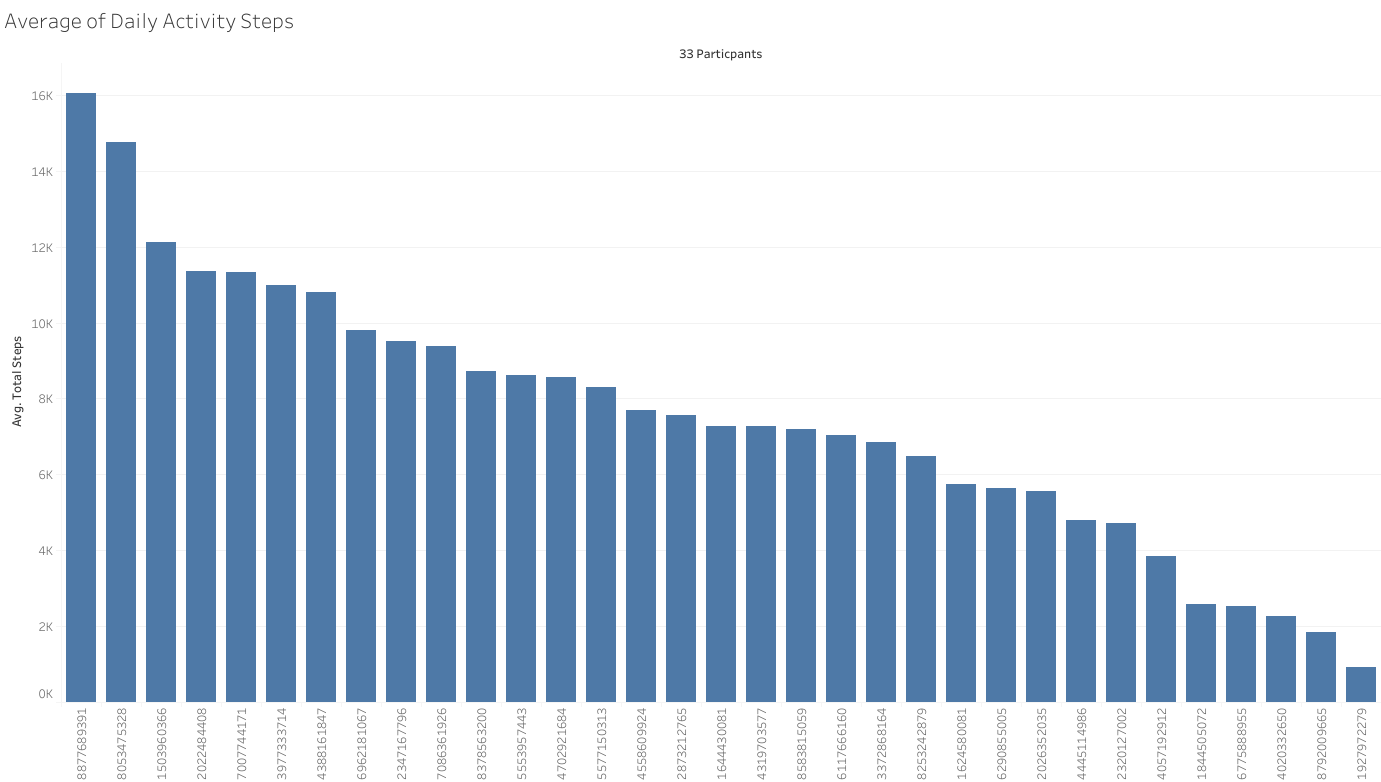 Average of Daily Activity Steps
33 Partcpants
Avg. Total Steps
16K
14K
12K
10K
8K
6K
4K
2K
0K
8877689391
8053475328
1503960366
2022484408
7007744171
3977333714
4388161847
6962181067
2347167796
7086361926
8378563200
5553957443
4702921684
5577150313
4558609924
2873212765
1644430081
4319703577
8583815059
6117666160
3372868164
8253242879
1624580081
6290855005
2026352035
4445114986
2320127002
4057192912
1844505072
6775888955
4020332650
8792009665
1927972279